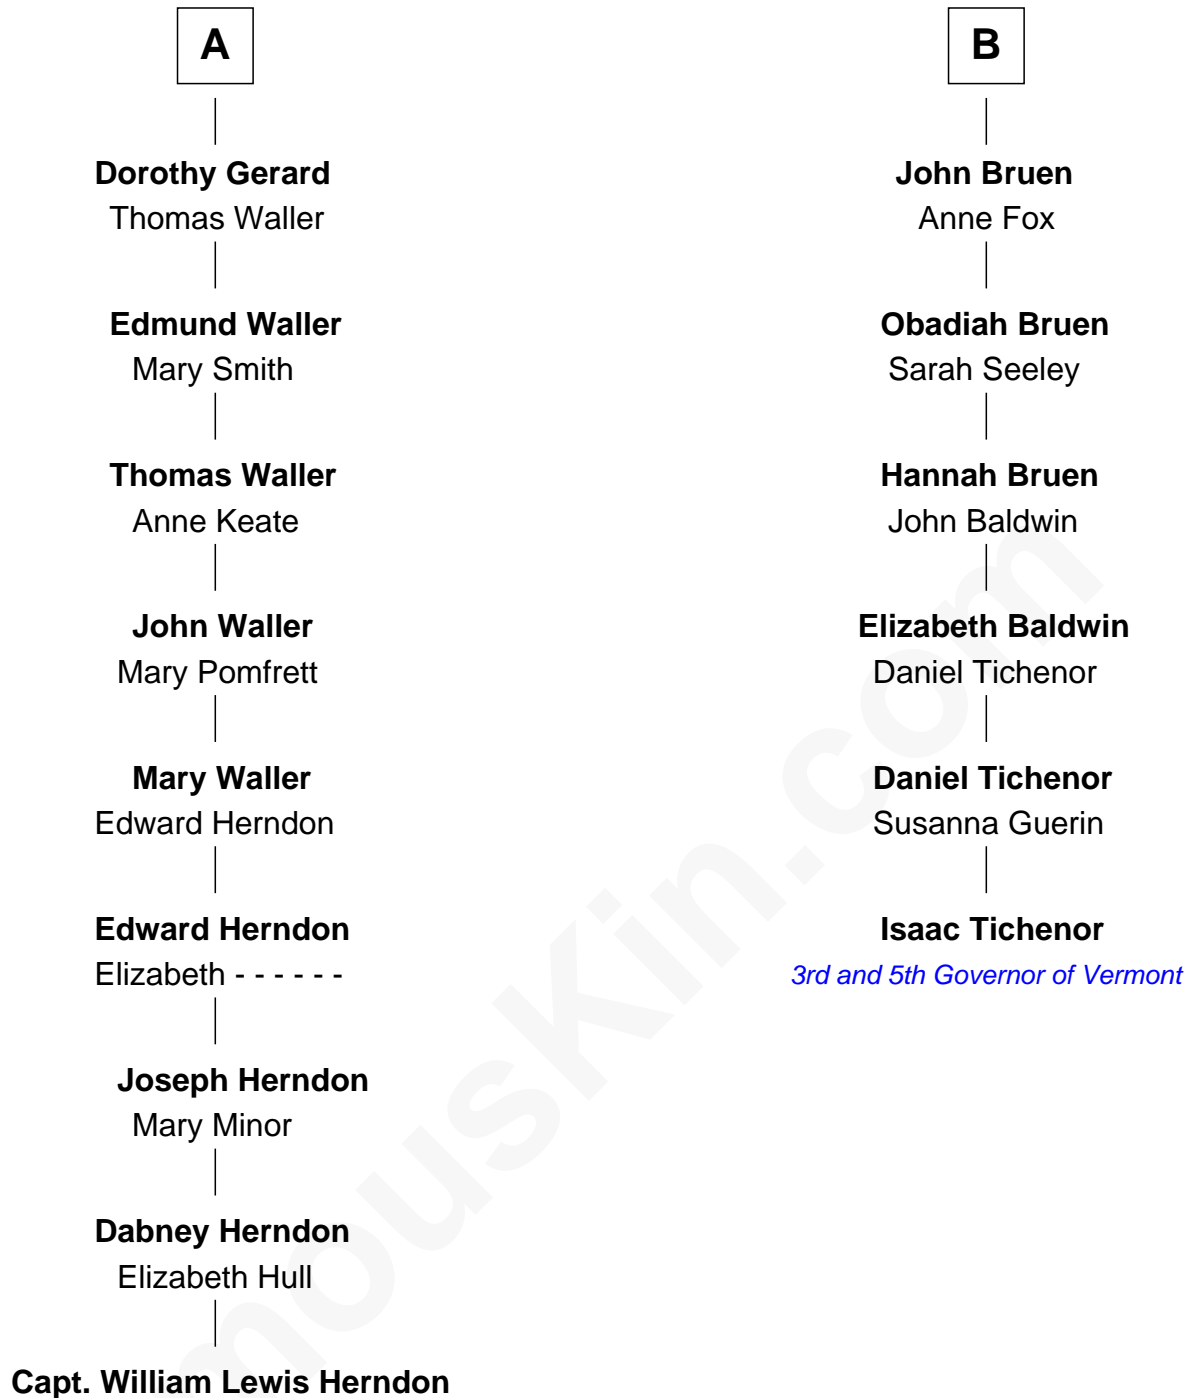 A
Dorothy Gerard
Thomas Waller
Edmund Waller
Mary Smith
Thomas Waller
Anne Keate
John Waller
Mary Pomfrett
Mary Waller
Edward Herndon
Edward Herndon
Elizabeth - - - - - -
Joseph Herndon
Mary Minor
Dabney Herndon
Elizabeth Hull
Capt. William Lewis Herndon
B
John Bruen
Anne Fox
Obadiah Bruen
Sarah Seeley
Hannah Bruen
John Baldwin
Elizabeth Baldwin
Daniel Tichenor
Daniel Tichenor
Susanna Guerin
Isaac Tichenor
3rd and 5th Governor of Vermont
mousKin.com